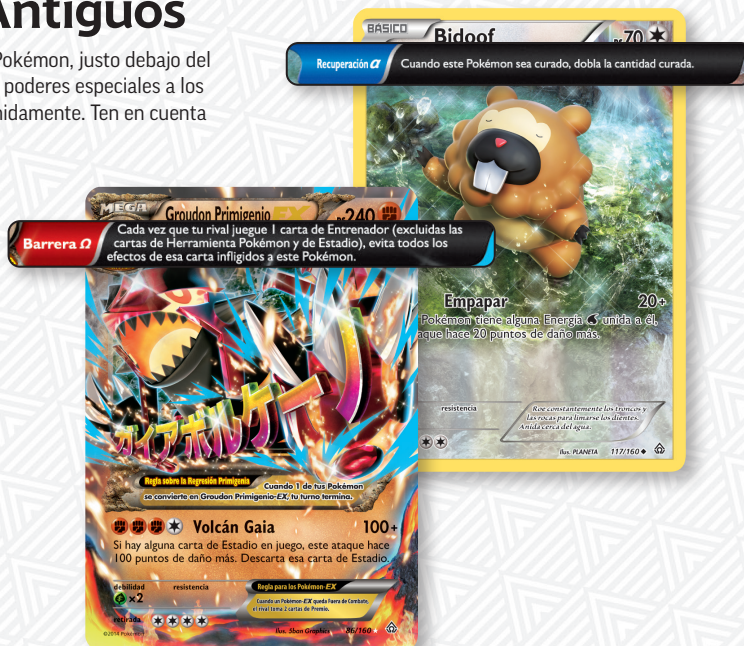 Antiguos
Pokémon, justo debajo del
poderes especiales a los
nidamente. Ten en cuenta
BÁSICO
Bidoof
70
Recuperación α
Cuando este Pokémon sea curado, dobla la cantidad curada.
MEGA
Groudon Primigenio EX
240
Barrera Ω
Cada vez que tu rival juegue 1 carta de Entrenador (excluidas las
cartas de Herramienta Pokémon y de Estadio), evita todos los
efectos de esa carta infligidos a este Pokémon.
Empapar 20+
Pokémon tiene alguna Energía unida a él,
aque hace 20 puntos de daño más.
resistencia
Roe constantemente los troncos y
las rocas para limarse los dientes.
Anida cerca del agua.
Ilus. PLANETA 117/160
ガイアボルケーノ
Regla sobre la Regresión Primigenia
Cuando 1 de tus Pokémon
se convierte en Groudon Primigenio-EX, tu turno termina.
Volcán Gaia 100+
Si hay alguna carta de Estadio en juego, este ataque hace
100 puntos de daño más. Descarta esa carta de Estadio.
debilidad resistencia
×2
Regla para los Pokémon-EX
Cuando un Pokémon-EX queda Fuera de Combate,
el rival toma 2 cartas de Premio.
retirada
©2014 Pokémon
Ilus. 5ban Graphics 86/160